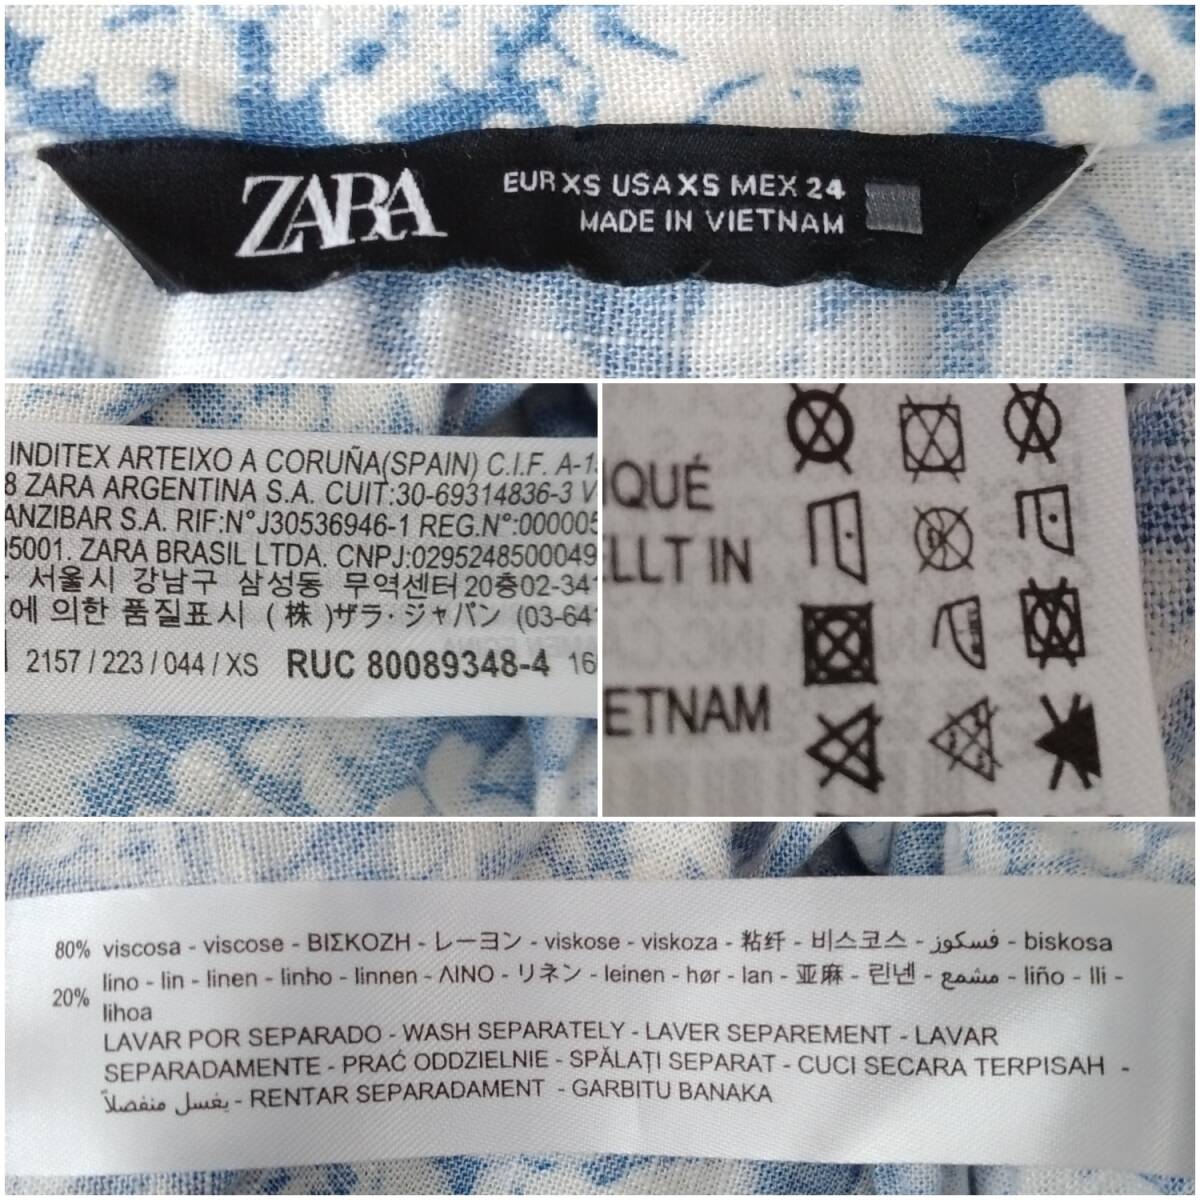 ZARA
EUR XS USA XS MEX 24
MADE IN VIETNAM
INDITEX ARTEIXO A CORUÑA(SPAIN) C.I.F. A-1
8 ZARA ARGENTINA S.A. CUIT:30-69314836-3 V
ANZIBAR S.A. RIF:N°J30536946-1 REG.N°:000005
5001. ZARA BRASIL LTDA. CNPJ:0295248500049
서울시 강남구 삼성동 무역센터 20층02-34
에 의한 품질표시 (株)ザラ・ジャパン (03-64
2157 / 223 / 044 / XS RUC 80089348-4 16
IQUÉ
ELLT IN
ETNAM
80% viscosa - viscose - ΒΙΣΚΟΖΗ - レーヨン - viskose - viskoza - 粘纤 - 비스코스 - فسكوز - biskosa
20% lino - lin - linen - linho - linnen - ΛΙΝΟ - リネン - leinen - hør - lan - 亚麻 - 린넨 - مشمع - liño - lli -
lihoa
LAVAR POR SEPARADO - WASH SEPARATELY - LAVER SEPAREMENT - LAVAR
SEPARADAMENTE - PRAĆ ODDZIELNIE - SPĂLAȚI SEPARAT - CUCI SECARA TERPISAH -
يغسل منفصلاً - RENTAR SEPARADAMENT - GARBITU BANAKA